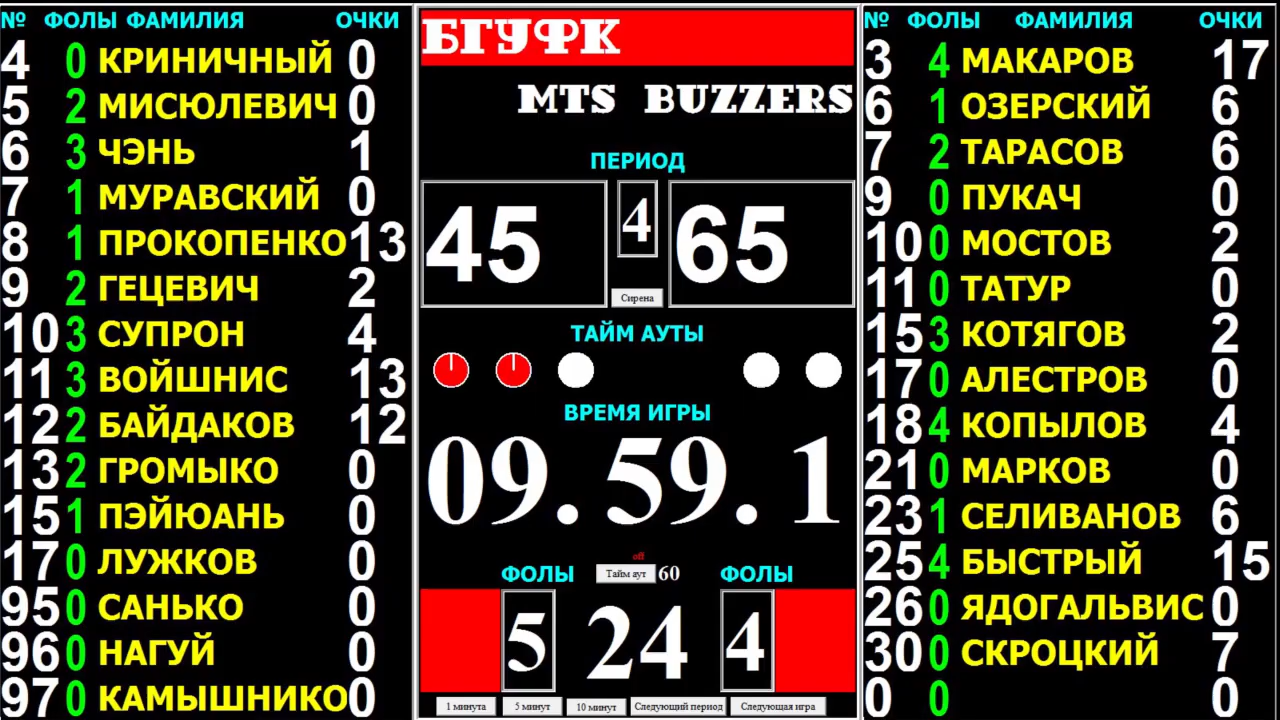 № ФОЛЫ ФАМИЛИЯ ОЧКИ
4 0 КРИНИЧНЫЙ 0
5 2 МИСЮЛЕВИЧ 0
6 3 ЧЭНЬ 1
7 1 МУРАВСКИЙ 0
8 1 ПРОКОПЕНКО 13
9 2 ГЕЦЕВИЧ 2
10 3 СУПРОН 4
11 3 ВОЙШНИС 13
12 2 БАЙДАКОВ 12
13 2 ГРОМЫКО 0
15 1 ПЭЙЮАНЬ 0
17 0 ЛУЖКОВ 0
95 0 САНЬКО 0
96 0 НАГУЙ 0
97 0 КАМЫШНИКО 0
БГУФК
MTS BUZZERS
ПЕРИОД
45 4 65
Сирена
ТАЙМ АУТЫ
ВРЕМЯ ИГРЫ
09.59.1
off
ФОЛЫ Тайм аут 60 ФОЛЫ
5 24 4
1 минута 5 минут 10 минут Следующий период Следующая игра
№ ФОЛЫ ФАМИЛИЯ ОЧКИ
3 4 МАКАРОВ 17
6 1 ОЗЕРСКИЙ 6
7 2 ТАРАСОВ 6
9 0 ПУКАЧ 0
10 0 МОСТОВ 2
11 0 ТАТУР 0
15 3 КОТЯГОВ 2
17 0 АЛЕСТРОВ 0
18 4 КОПЫЛОВ 4
21 0 МАРКОВ 0
23 1 СЕЛИВАНОВ 6
25 4 БЫСТРЫЙ 15
26 0 ЯДОГАЛЬВИС 0
30 0 СКРОЦКИЙ 7
0 0 0